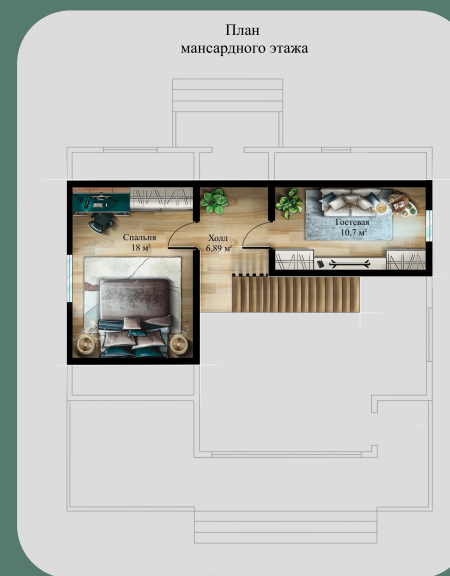 План
мансардного этажа
Гостевая
10,7 м²
Спальня
18 м²
Холл
6,89 м²